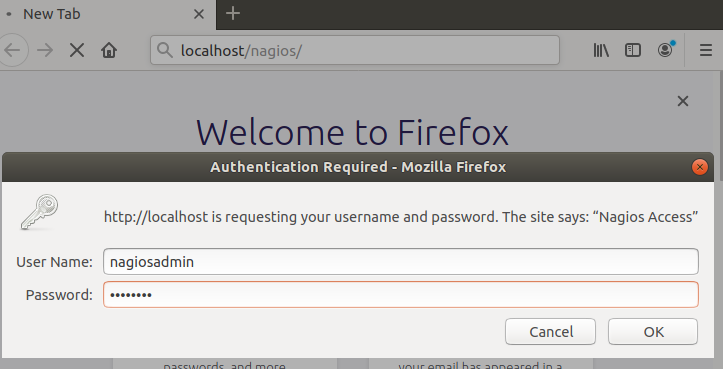 New Tab
localhost/nagios/
Welcome to Firefox
Authentication Required - Mozilla Firefox
http://localhost is requesting your username and password. The site says: “Nagios Access”
User Name: nagiosadmin
Password: ••••••••
Cancel OK
passwords, and more. your email has appeared in a